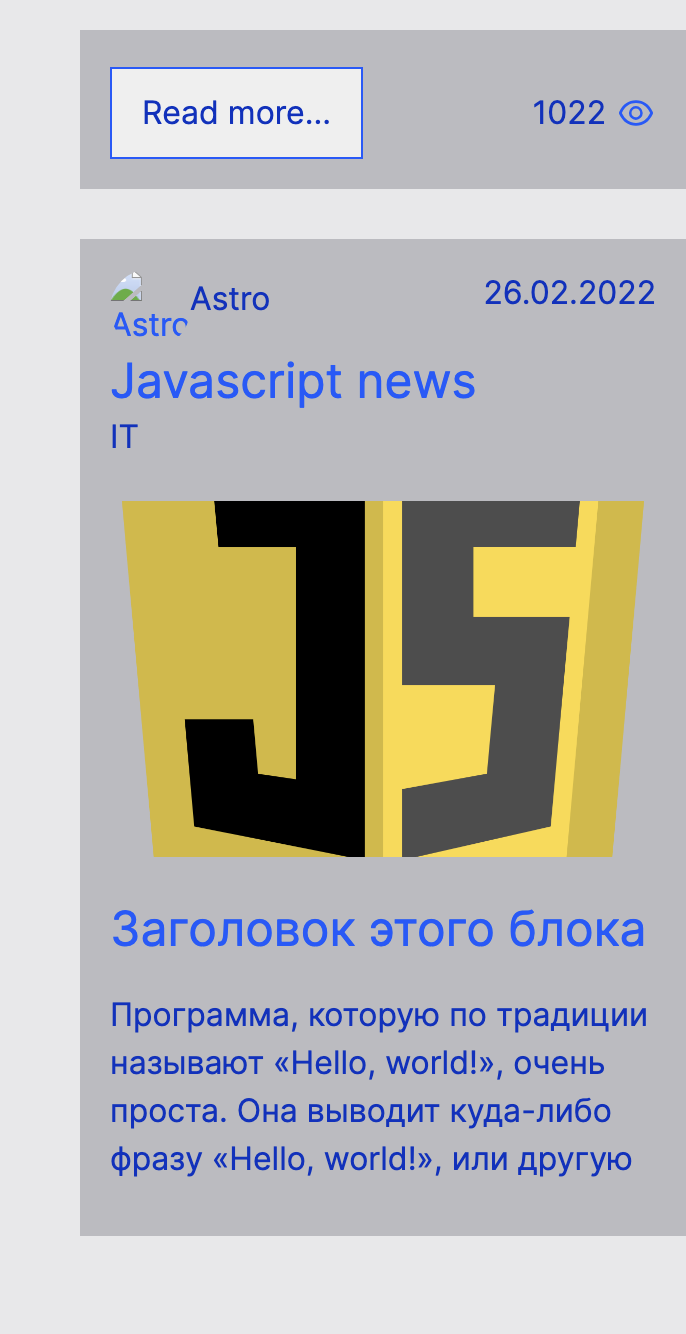 Read more...
1022
Astro
26.02.2022
Astro
Javascript news
IT
JS
Заголовок этого блока
Программа, которую по традиции
называют «Hello, world!», очень
проста. Она выводит куда-либо
фразу «Hello, world!», или другую